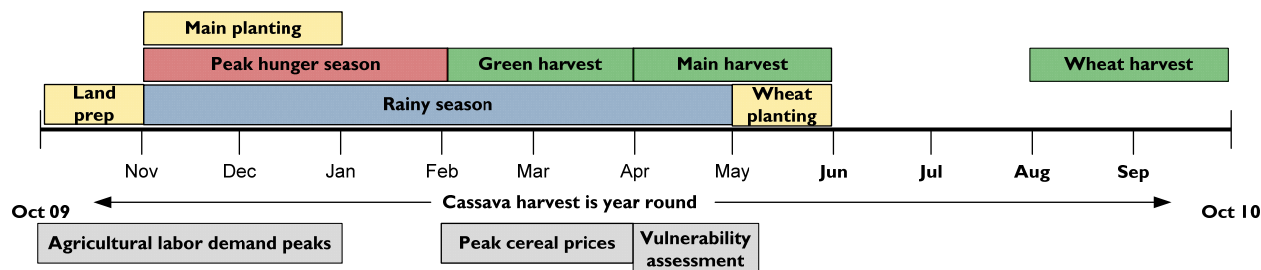 Main planting
Peak hunger season
Green harvest
Main harvest
Wheat harvest
Land
prep
Rainy season
Wheat
planting
Nov
Dec
Jan
Feb
Mar
Apr
May
Jun
Jul
Aug
Sep
Cassava harvest is year round
Oct 09
Oct 10
Agricultural labor demand peaks
Peak cereal prices
Vulnerability
assessment